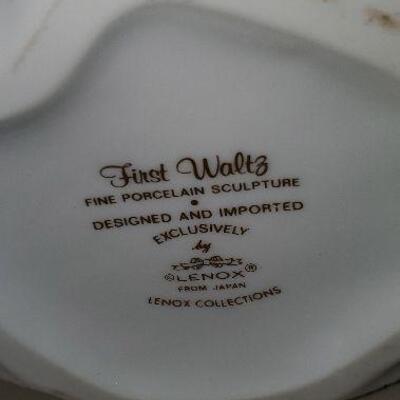 First Waltz
FINE PORCELAIN SCULPTURE
•
DESIGNED AND IMPORTED
EXCLUSIVELY
by
©LENOX®
FROM JAPAN
LENOX COLLECTIONS